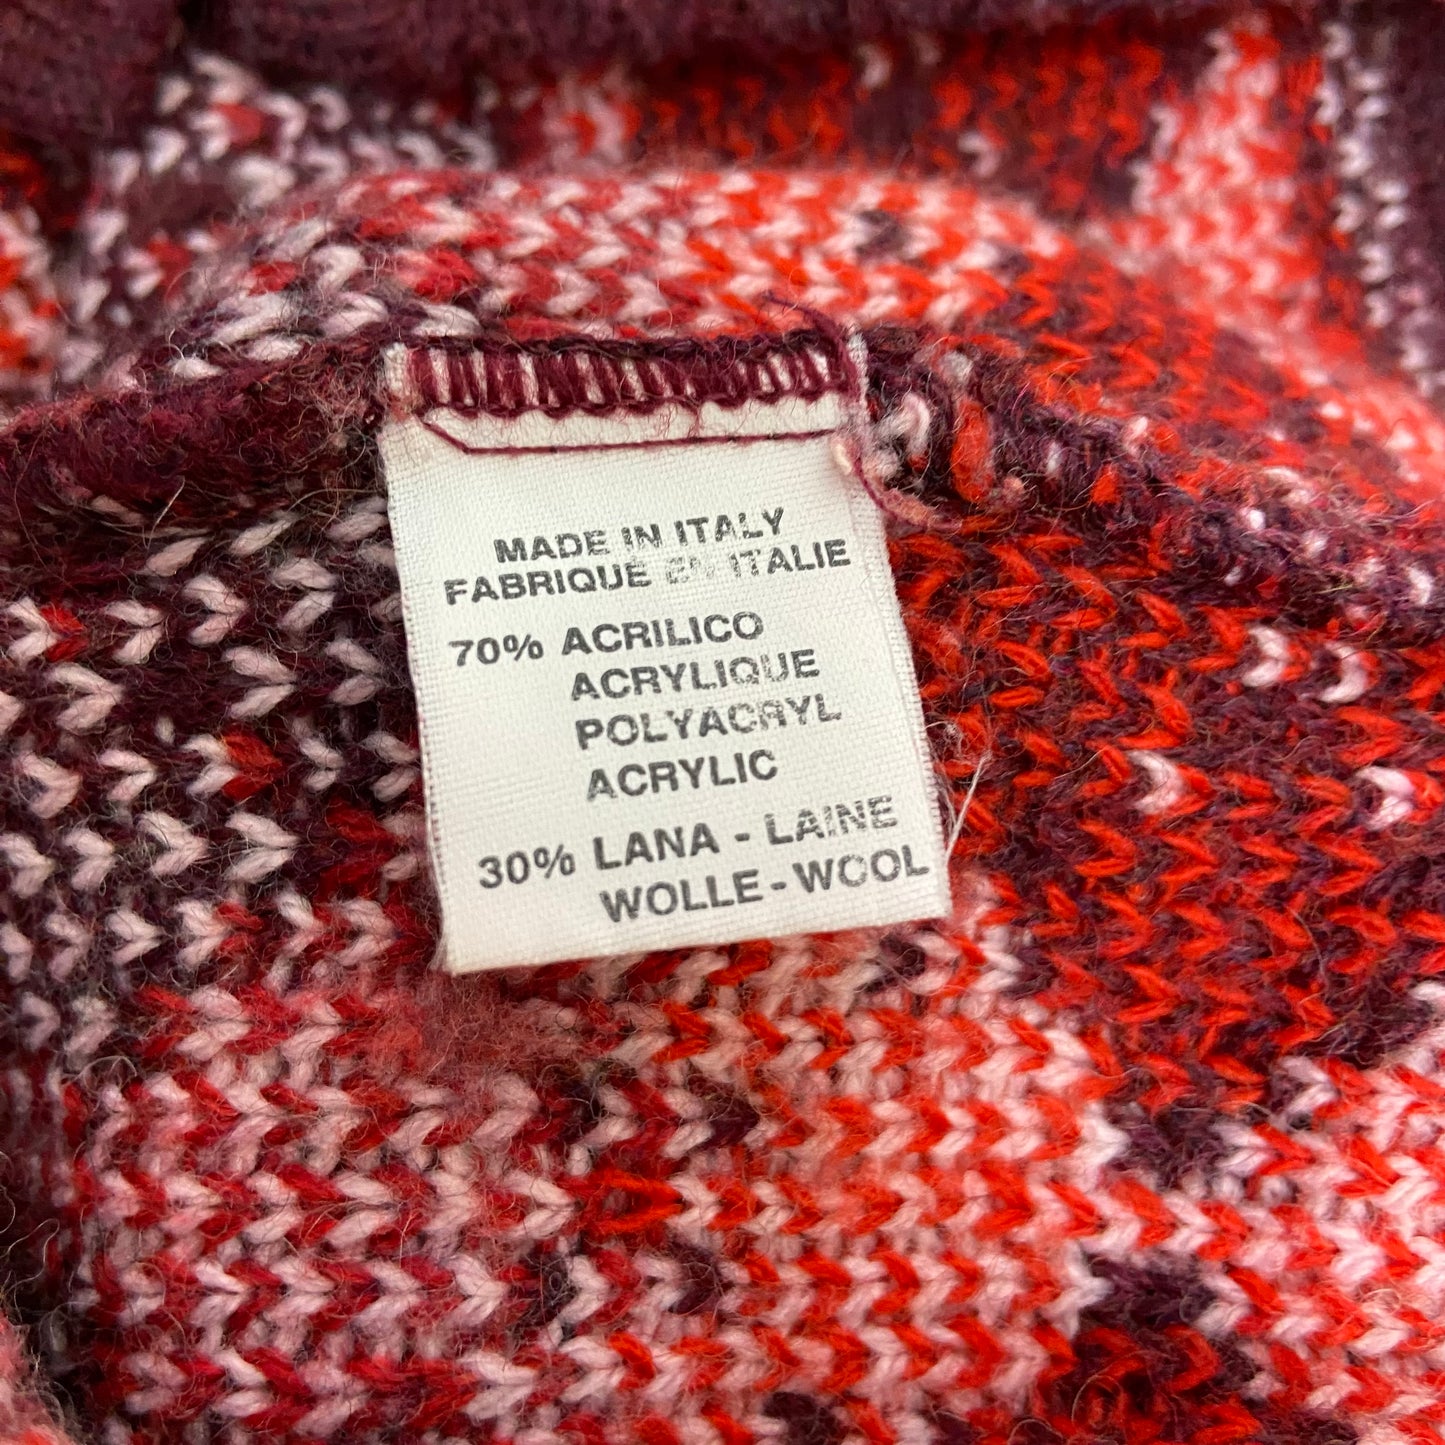 MADE IN ITALY
FABRIQUE EN ITALIE
70% ACRILICO
ACRYLIQUE
POLYACRYL
ACRYLIC
30% LANA - LAINE
WOLLE - WOOL